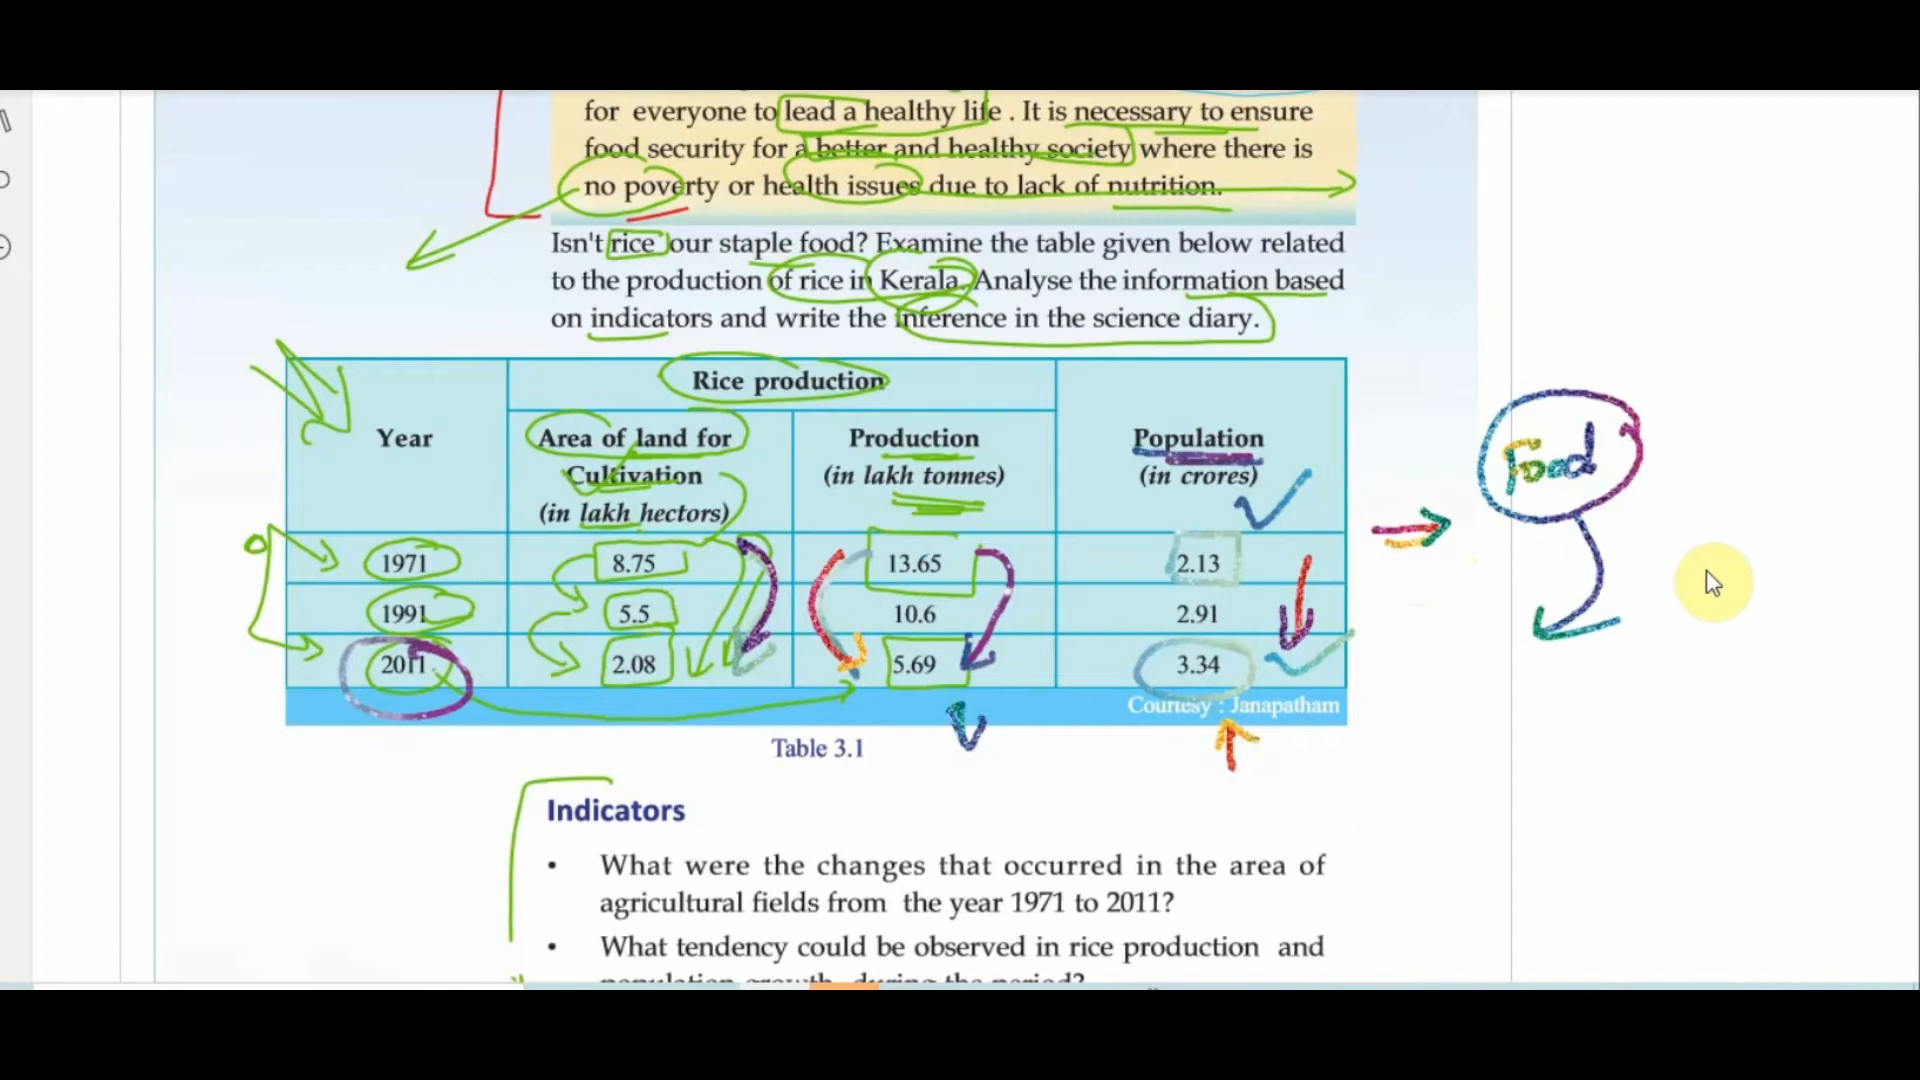 for everyone to lead a healthy life . It is necessary to ensure
food security for a better and healthy society where there is
no poverty or health issues due to lack of nutrition.
Isn't rice our staple food? Examine the table given below related
to the production of rice in Kerala. Analyse the information based
on indicators and write the inference in the science diary.
Rice production
Year
Area of land for
Cultivation
(in lakh hectors)
Production
(in lakh tonnes)
Population
(in crores)
Food
1971 8.75 13.65 2.13
1991 5.5 10.6 2.91
2011 2.08 5.69 3.34
Courtesy : Janapatham
Table 3.1
Indicators
• What were the changes that occurred in the area of
agricultural fields from the year 1971 to 2011?
• What tendency could be observed in rice production and
population growth during the period?